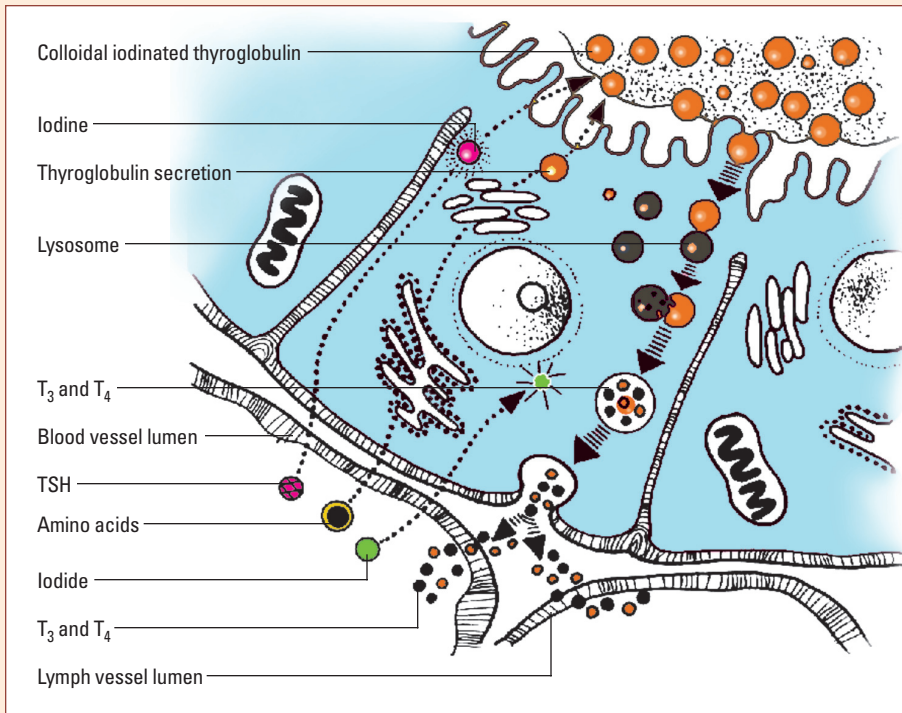 Colloidal iodinated thyroglobulin
Iodine
Thyroglobulin secretion
Lysosome
T₃ and T₄
Blood vessel lumen
TSH
Amino acids
Iodide
T₃ and T₄
Lymph vessel lumen